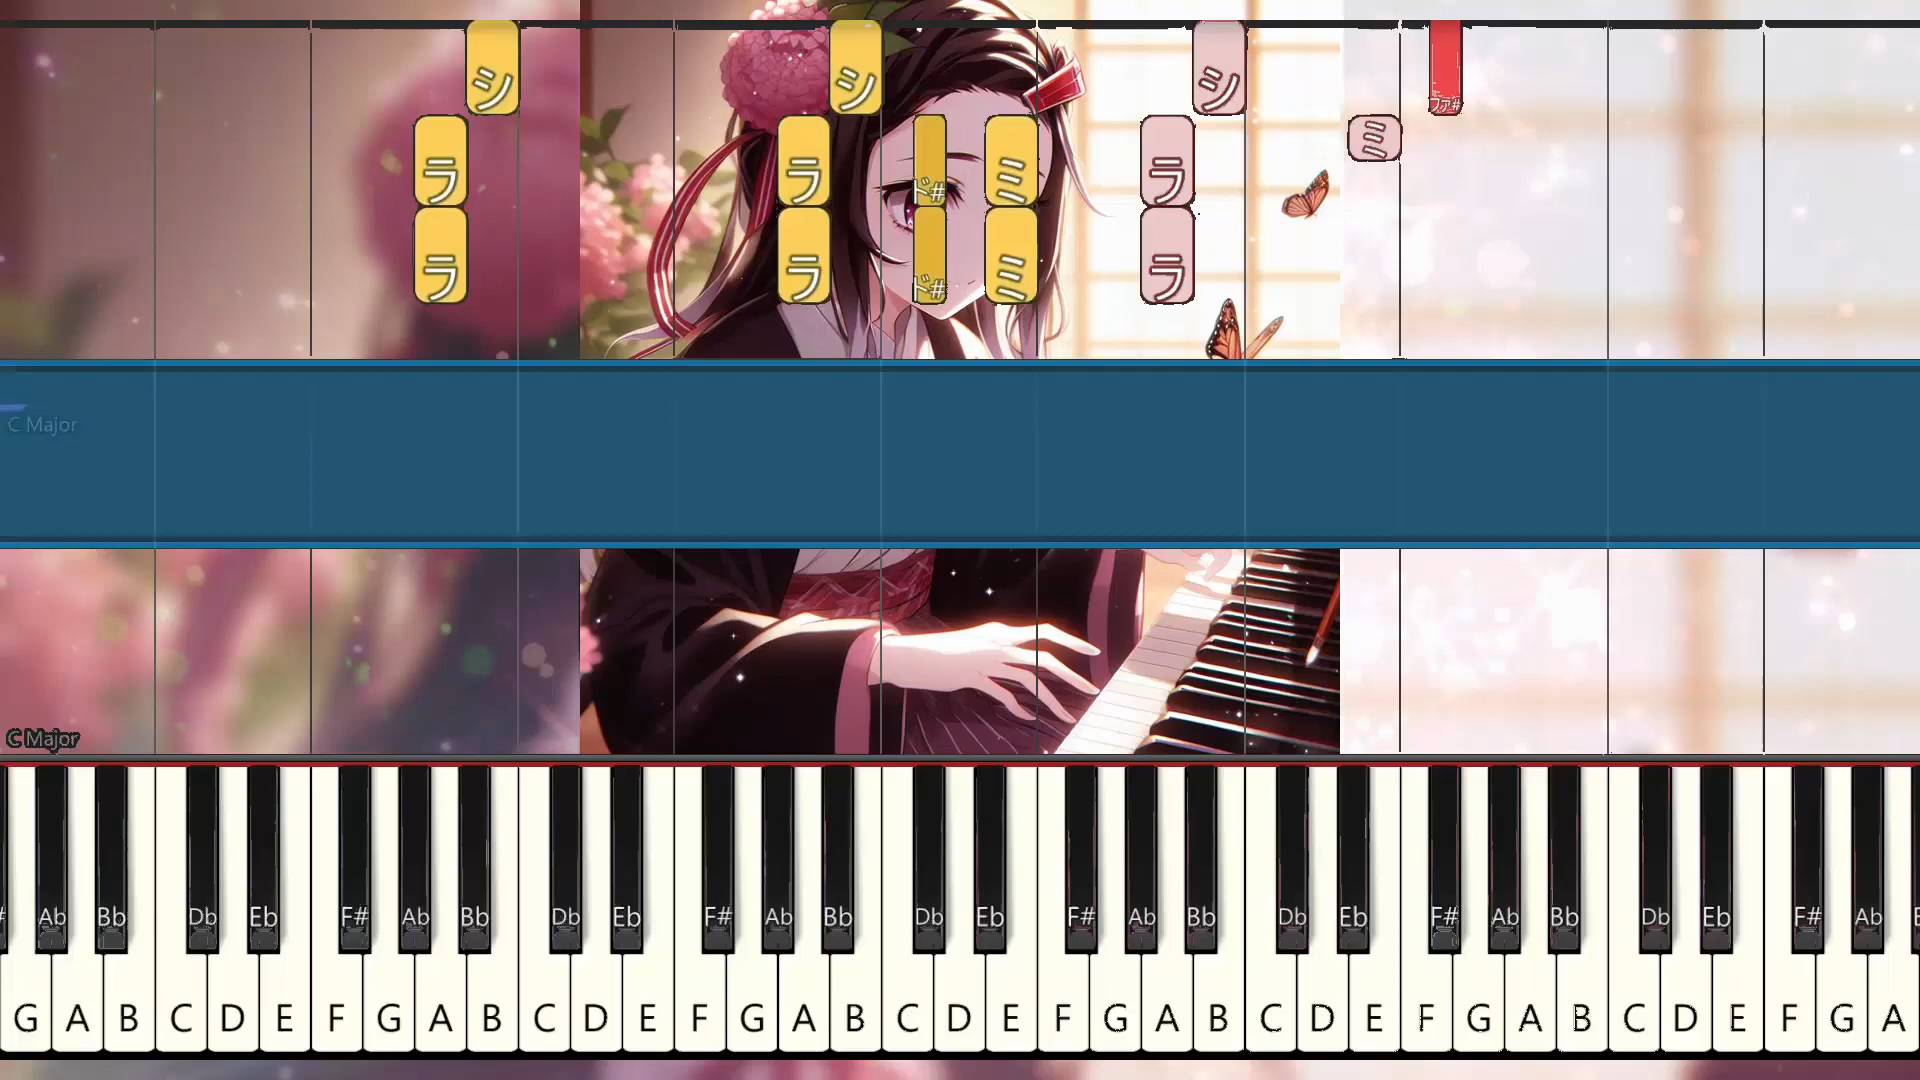 シ シ シ ファ#
ラ ラ ド# ミ ラ ミ
ラ ラ ド# ミ ラ
C Major
C Major
# Ab Bb Db Eb F# Ab Bb Db Eb F# Ab Bb Db Eb F# Ab Bb Db Eb F# Ab Bb Db Eb F# Ab
G A B C D E F G A B C D E F G A B C D E F G A B C D E F G A B C D E F G A